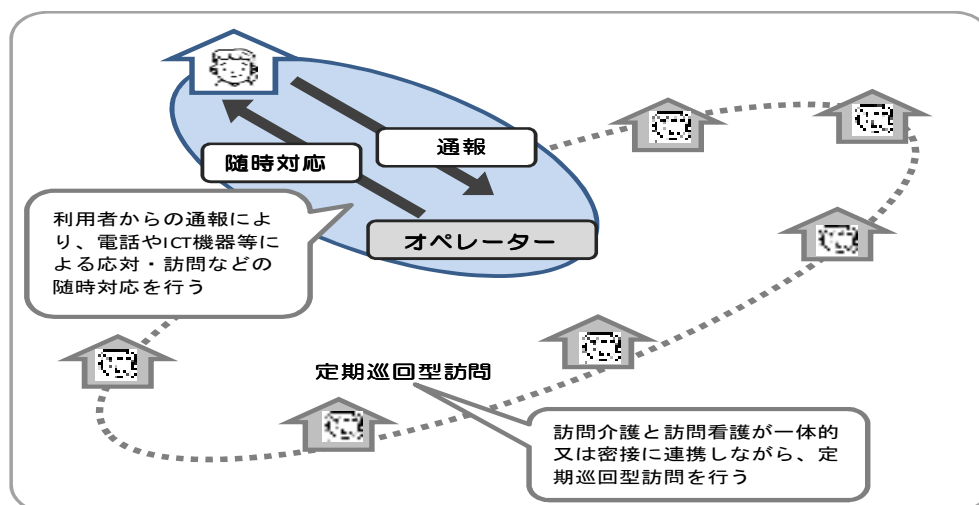 通報
随時対応
オペレーター
利用者からの通報によ
り、電話やICT機器等に
よる応対・訪問などの
随時対応を行う
定期巡回型訪問
訪問介護と訪問看護が一体的
又は密接に連携しながら、定
期巡回型訪問を行う